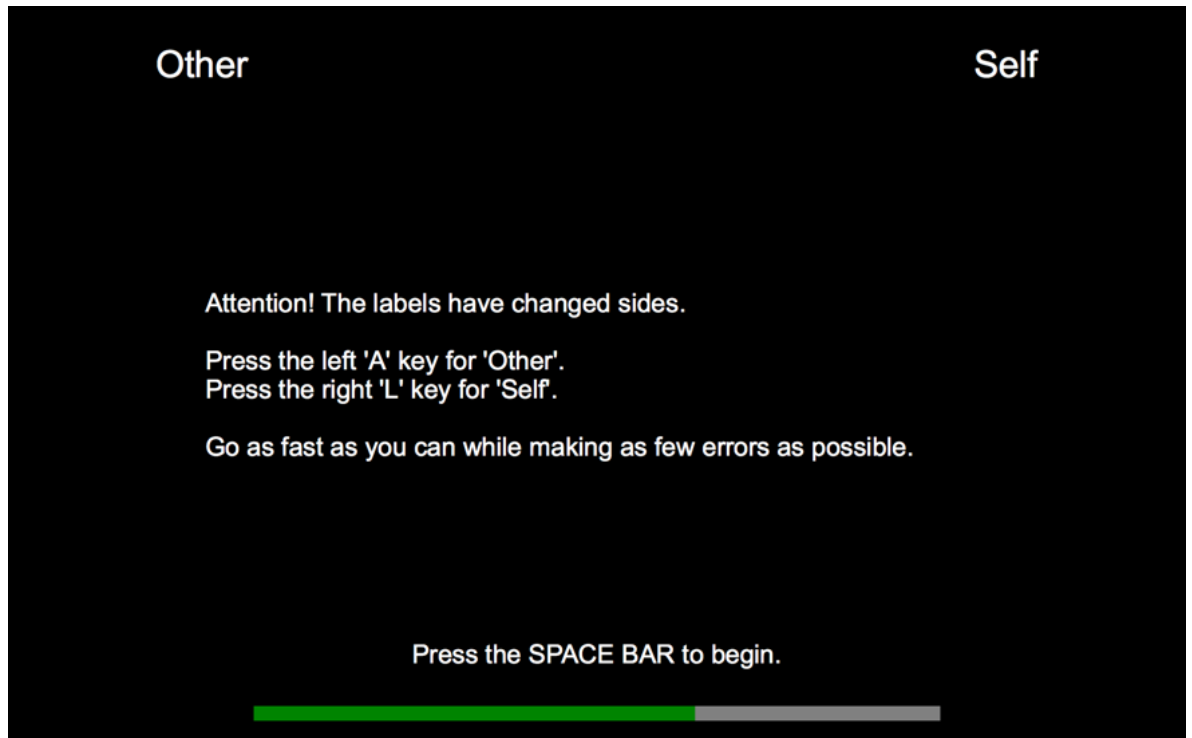 Other
Self
Attention! The labels have changed sides.
Press the left 'A' key for 'Other'.
Press the right 'L' key for 'Self'.
Go as fast as you can while making as few errors as possible.
Press the SPACE BAR to begin.